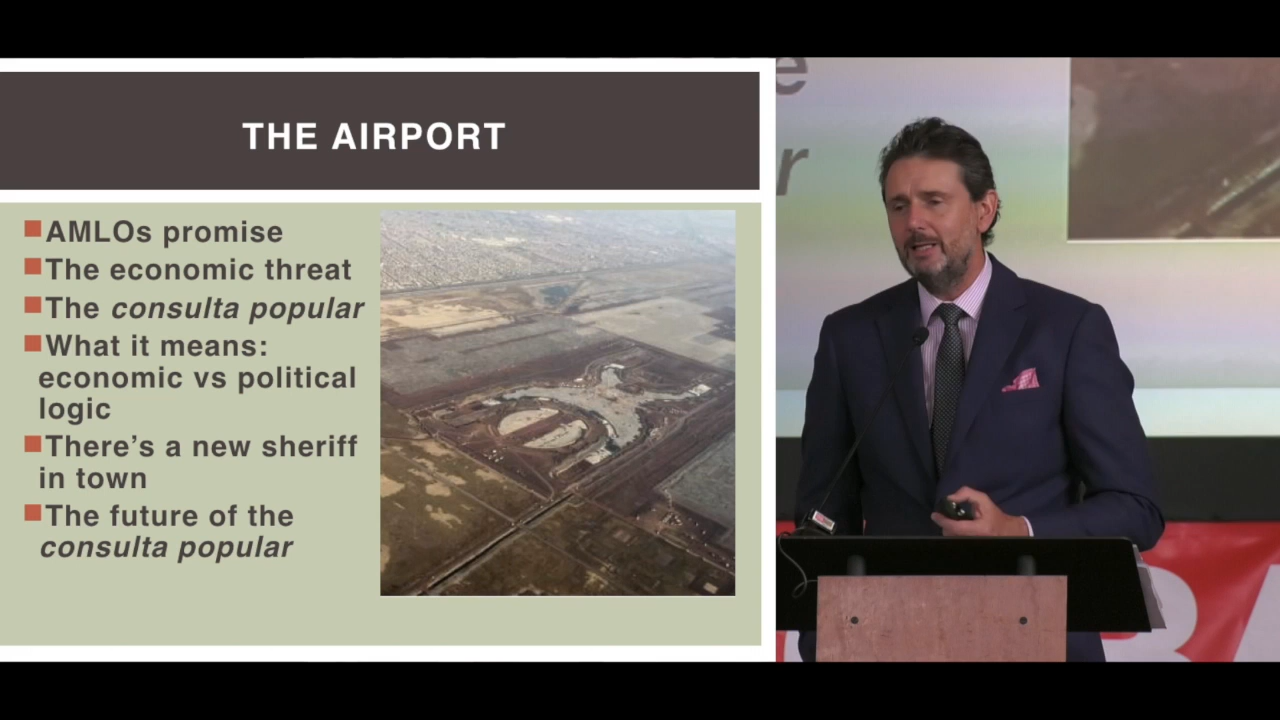 THE AIRPORT
AMLOs promise
The economic threat
The consulta popular
What it means:
economic vs political
logic
There's a new sheriff
in town
The future of the
consulta popular
e
r